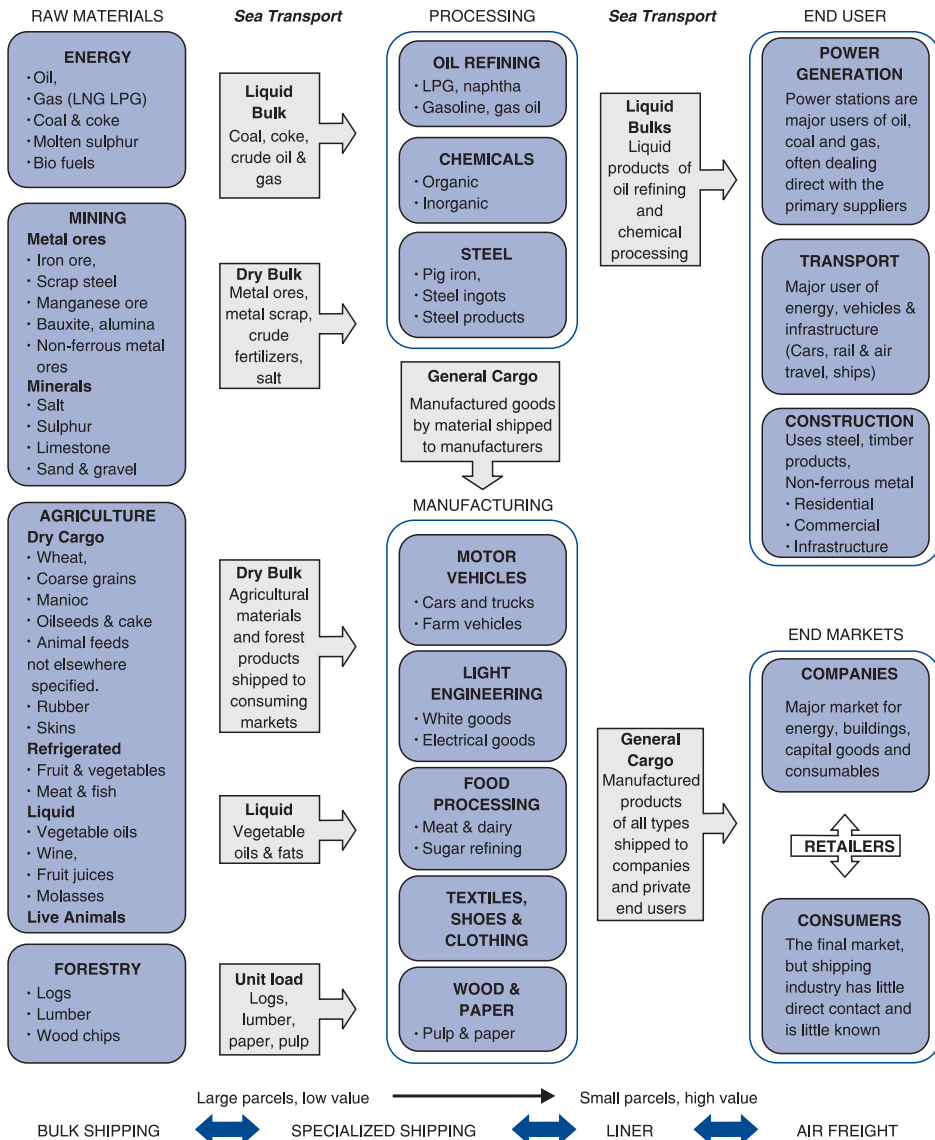 RAW MATERIALS
ENERGY
· Oil,
· Gas (LNG LPG)
· Coal & coke
· Molten sulphur
· Bio fuels
MINING
Metal ores
· Iron ore,
· Scrap steel
· Manganese ore
· Bauxite, alumina
· Non-ferrous metal
ores
Minerals
· Salt
· Sulphur
· Limestone
· Sand & gravel
AGRICULTURE
Dry Cargo
· Wheat,
· Coarse grains
· Manioc
· Oilseeds & cake
· Animal feeds
not elsewhere
specified.
· Rubber
· Skins
Refrigerated
· Fruit & vegetables
· Meat & fish
Liquid
· Vegetable oils
· Wine,
· Fruit juices
· Molasses
Live Animals
FORESTRY
· Logs
· Lumber
· Wood chips
Sea Transport
Liquid
Bulk
Coal, coke,
crude oil &
gas
Dry Bulk
Metal ores,
metal scrap,
crude
fertilizers,
salt
Dry Bulk
Agricultural
materials
and forest
products
shipped to
consuming
markets
Liquid
Vegetable
oils & fats
Unit load
Logs,
lumber,
paper, pulp
PROCESSING
OIL REFINING
· LPG, naphtha
· Gasoline, gas oil
CHEMICALS
· Organic
· Inorganic
STEEL
· Pig iron,
· Steel ingots
· Steel products
General Cargo
Manufactured goods
by material shipped
to manufacturers
MANUFACTURING
MOTOR
VEHICLES
· Cars and trucks
· Farm vehicles
LIGHT
ENGINEERING
· White goods
· Electrical goods
FOOD
PROCESSING
· Meat & dairy
· Sugar refining
TEXTILES,
SHOES &
CLOTHING
WOOD &
PAPER
· Pulp & paper
Sea Transport
Liquid
Bulks
Liquid
products of
oil refining
and
chemical
processing
General
Cargo
Manufactured
products
of all types
shipped to
companies
and private
end users
END USER
POWER
GENERATION
Power stations are
major users of oil,
coal and gas,
often dealing
direct with the
primary suppliers
TRANSPORT
Major user of
energy, vehicles &
infrastructure
(Cars, rail & air
travel, ships)
CONSTRUCTION
Uses steel, timber
products,
Non-ferrous metal
· Residential
· Commercial
· Infrastructure
END MARKETS
COMPANIES
Major market for
energy, buildings,
capital goods and
consumables
RETAILERS
CONSUMERS
The final market,
but shipping
industry has little
direct contact and
is little known
Large parcels, low value
Small parcels, high value
BULK SHIPPING
SPECIALIZED SHIPPING
LINER
AIR FREIGHT